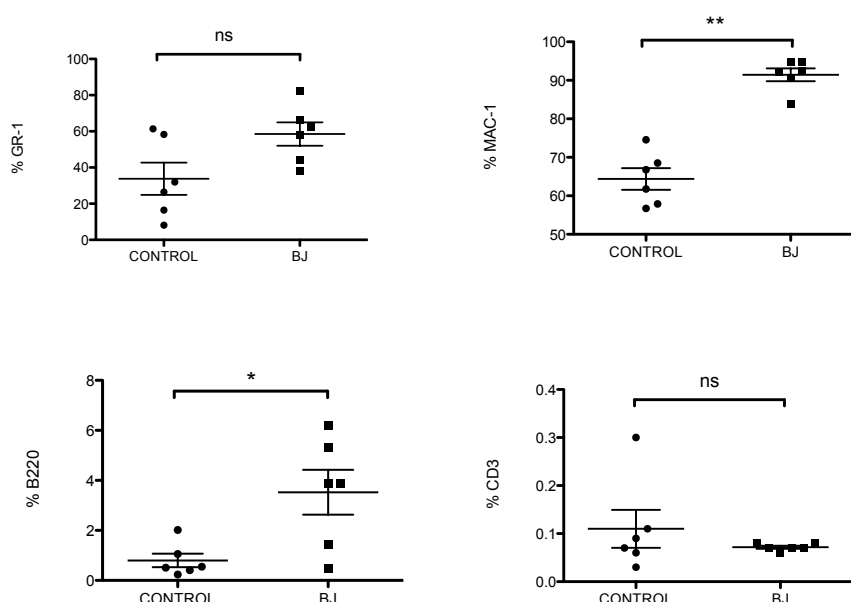 ns
100
80
60
40
20
0
% GR-1
CONTROL
BJ
**
100
90
80
70
60
50
% MAC-1
CONTROL
BJ
*
8
6
4
2
0
% B220
CONTROL
BJ
ns
0.4
0.3
0.2
0.1
0.0
% CD3
CONTROL
BJ